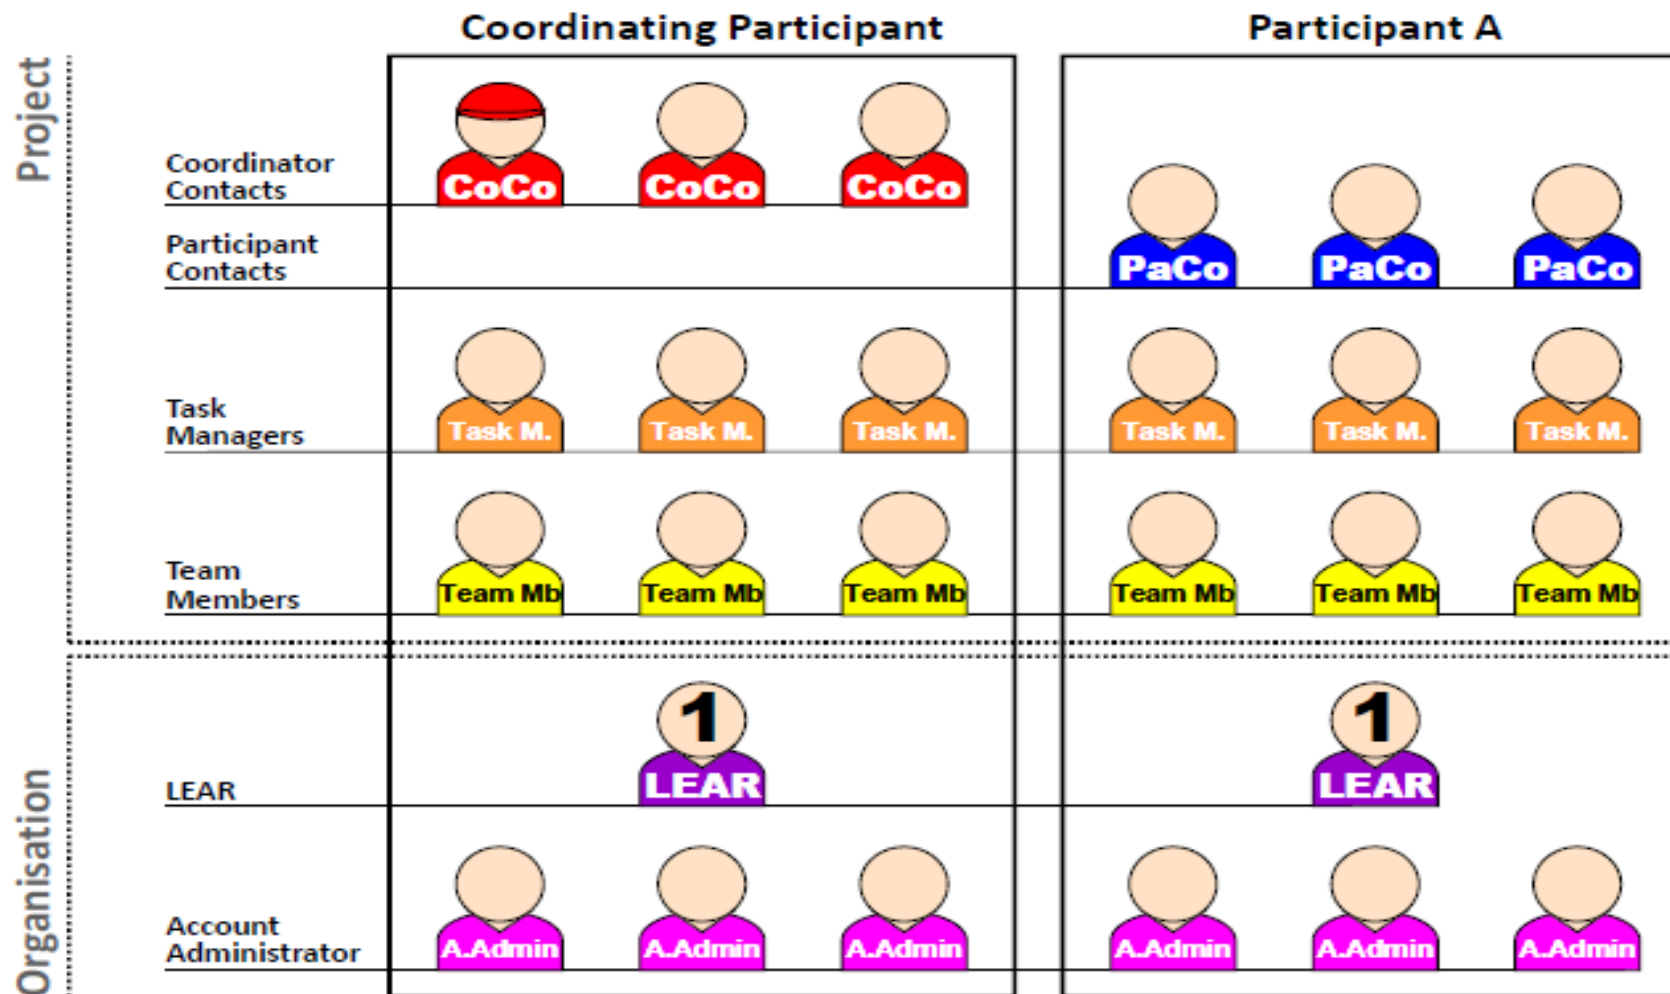 Coordinating Participant
Participant A
Project
Coordinator
Contacts
CoCo CoCo CoCo
Participant
Contacts
PaCo PaCo PaCo
Task
Managers
Task M. Task M. Task M. Task M. Task M. Task M.
Team
Members
Team Mb Team Mb Team Mb Team Mb Team Mb Team Mb
Organisation
1 1
LEAR
LEAR LEAR
Account
Administrator
A.Admin A.Admin A.Admin A.Admin A.Admin A.Admin